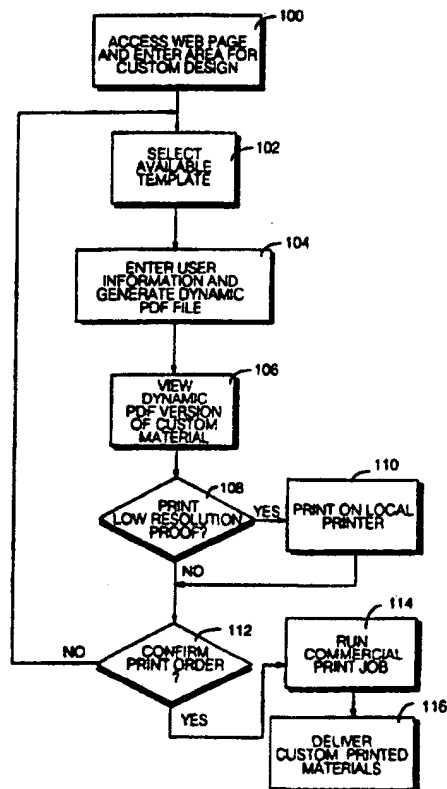 100
ACCESS WEB PAGE
AND ENTER AREA FOR
CUSTOM DESIGN
102
SELECT
AVAILABLE
TEMPLATE
104
ENTER USER
INFORMATION AND
GENERATE DYNAMIC
PDF FILE
106
VIEW
DYNAMIC
PDF VERSION
OF CUSTOM
MATERIAL
108
PRINT
LOW RESOLUTION
PROOF?
YES
110
PRINT ON LOCAL
PRINTER
NO
112
CONFIRM
PRINT ORDER
?
NO
YES
114
RUN
COMMERCIAL
PRINT JOB
116
DELIVER
CUSTOM PRINTED
MATERIALS